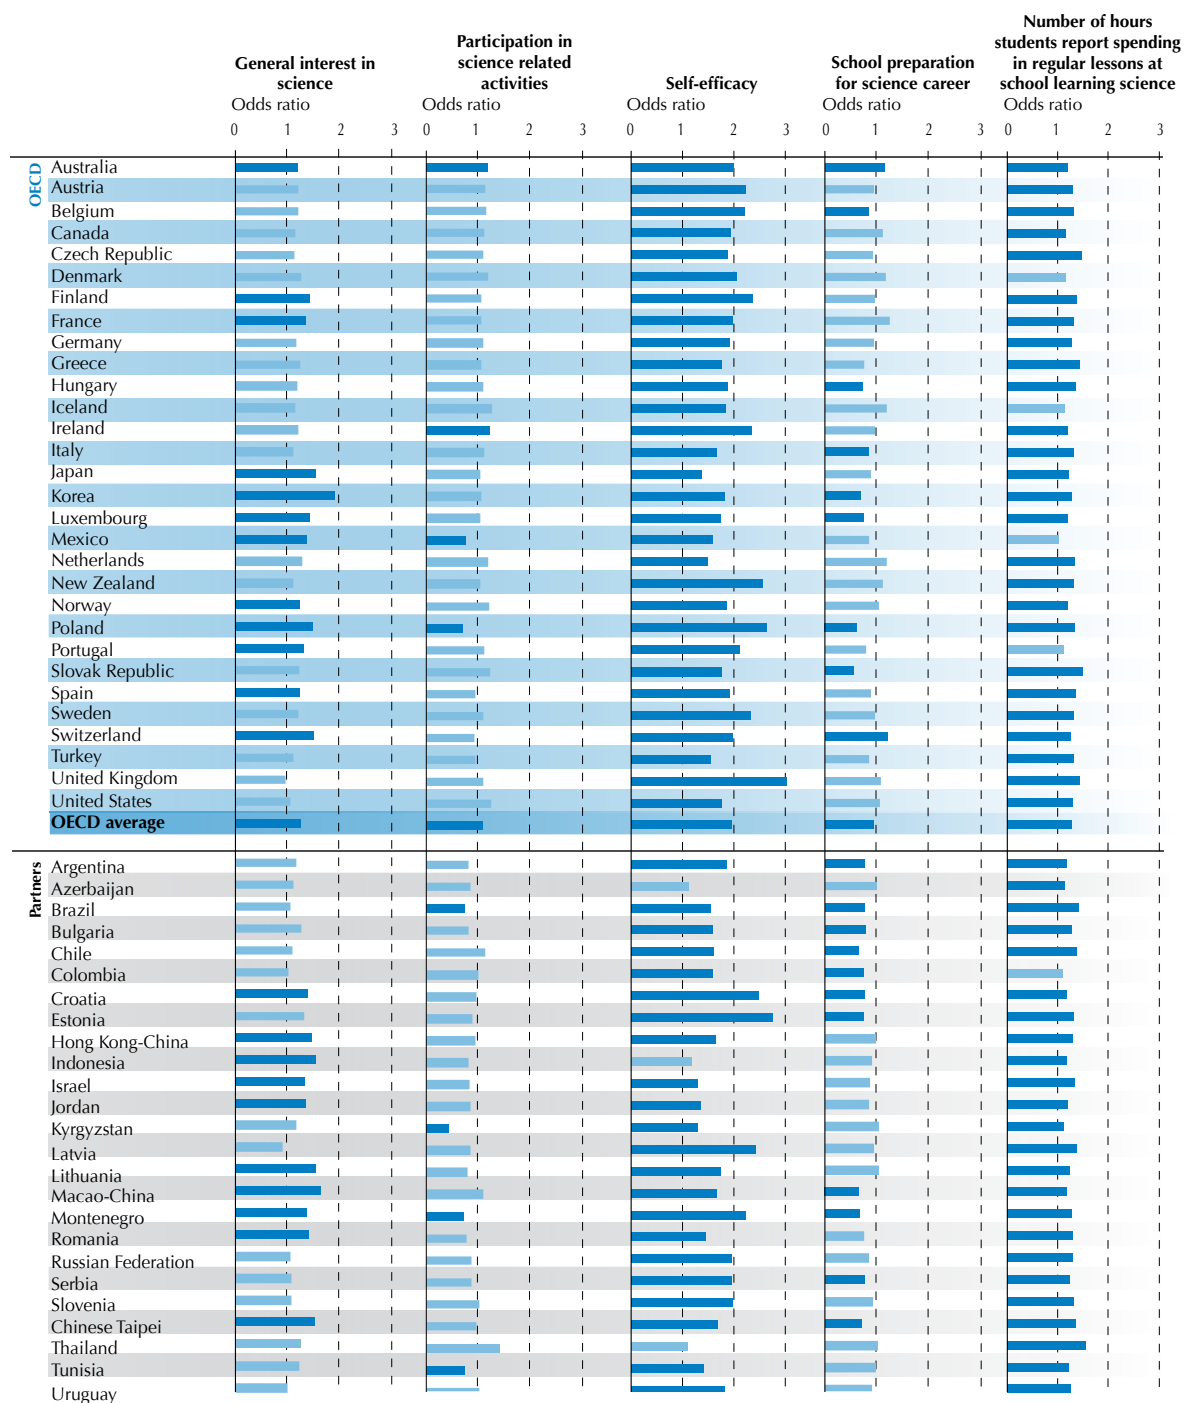 General interest in
science
Odds ratio
0 1 2 3
Participation in
science related
activities
Odds ratio
0 1 2 3
Self-efficacy
Odds ratio
0 1 2 3
School preparation
for science career
Odds ratio
0 1 2 3
Number of hours
students report spending
in regular lessons at
school learning science
Odds ratio
0 1 2 3
OECD
Australia
Austria
Belgium
Canada
Czech Republic
Denmark
Finland
France
Germany
Greece
Hungary
Iceland
Ireland
Italy
Japan
Korea
Luxembourg
Mexico
Netherlands
New Zealand
Norway
Poland
Portugal
Slovak Republic
Spain
Sweden
Switzerland
Turkey
United Kingdom
United States
OECD average
Partners
Argentina
Azerbaijan
Brazil
Bulgaria
Chile
Colombia
Croatia
Estonia
Hong Kong-China
Indonesia
Israel
Jordan
Kyrgyzstan
Latvia
Lithuania
Macao-China
Montenegro
Romania
Russian Federation
Serbia
Slovenia
Chinese Taipei
Thailand
Tunisia
Uruguay